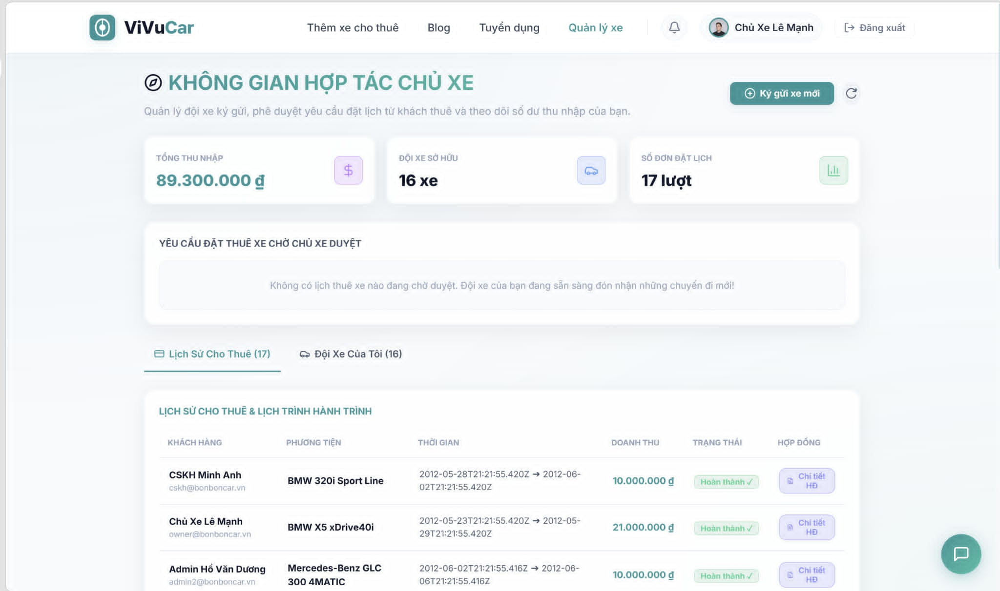 ViVuCar
Thêm xe cho thuê
Blog
Tuyển dụng
Quản lý xe
Chủ Xe Lê Mạnh
Đăng xuất
KHÔNG GIAN HỢP TÁC CHỦ XE
Quản lý đội xe ký gửi, phê duyệt yêu cầu đặt lịch từ khách thuê và theo dõi số dư thu nhập của bạn.
Ký gửi xe mới
TỔNG THU NHẬP
89.300.000 ₫
ĐỘI XE SỞ HỮU
16 xe
SỐ ĐƠN ĐẶT LỊCH
17 lượt
YÊU CẦU ĐẶT THUÊ XE CHỜ CHỦ XE DUYỆT
Không có lịch thuê xe nào đang chờ duyệt. Đội xe của bạn đang sẵn sàng đón nhận những chuyến đi mới!
Lịch Sử Cho Thuê (17)
Đội Xe Của Tôi (16)
LỊCH SỬ CHO THUÊ & LỊCH TRÌNH HÀNH TRÌNH
KHÁCH HÀNG
PHƯƠNG TIỆN
THỜI GIAN
DOANH THU
TRẠNG THÁI
HỢP ĐỒNG
CSKH Minh Anh
cskh@bonboncar.vn
BMW 320i Sport Line
2012-05-28T21:21:55.420Z ➔ 2012-06-
02T21:21:55.420Z
10.000.000 ₫
Hoàn thành ✓
Chi tiết
HĐ
Chủ Xe Lê Mạnh
owner@bonboncar.vn
BMW X5 xDrive40i
2012-05-23T21:21:55.420Z ➔ 2012-05-
29T21:21:55.420Z
21.000.000 ₫
Hoàn thành ✓
Chi tiết
HĐ
Admin Hồ Văn Dương
admin2@bonboncar.vn
Mercedes-Benz GLC
300 4MATIC
2012-06-02T21:21:55.416Z ➔ 2012-06-
06T21:21:55.416Z
10.000.000 ₫
Hoàn thành ✓
Chi tiết
HĐ